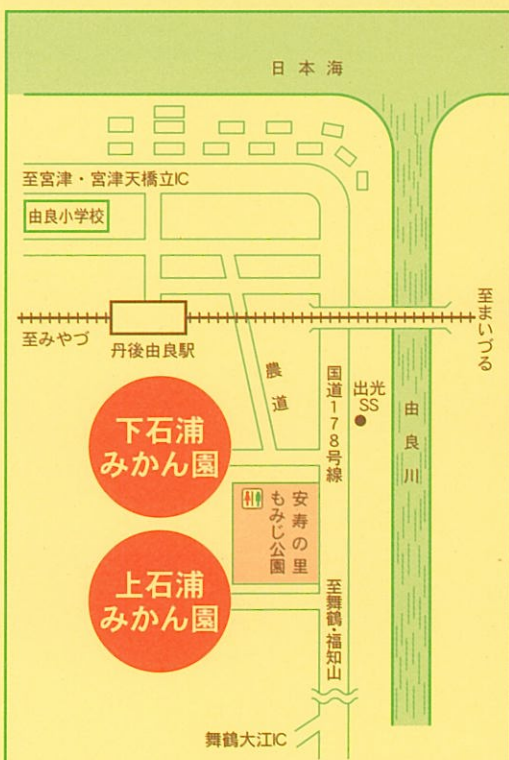 日本海
至宮津・宮津天橋立IC
由良小学校
至みやづ
丹後由良駅
至まいづる
農道
国道178号線
出光
SS
由良川
下石浦
みかん園
安寿の里
もみじ公園
上石浦
みかん園
至舞鶴・福知山
舞鶴大江IC